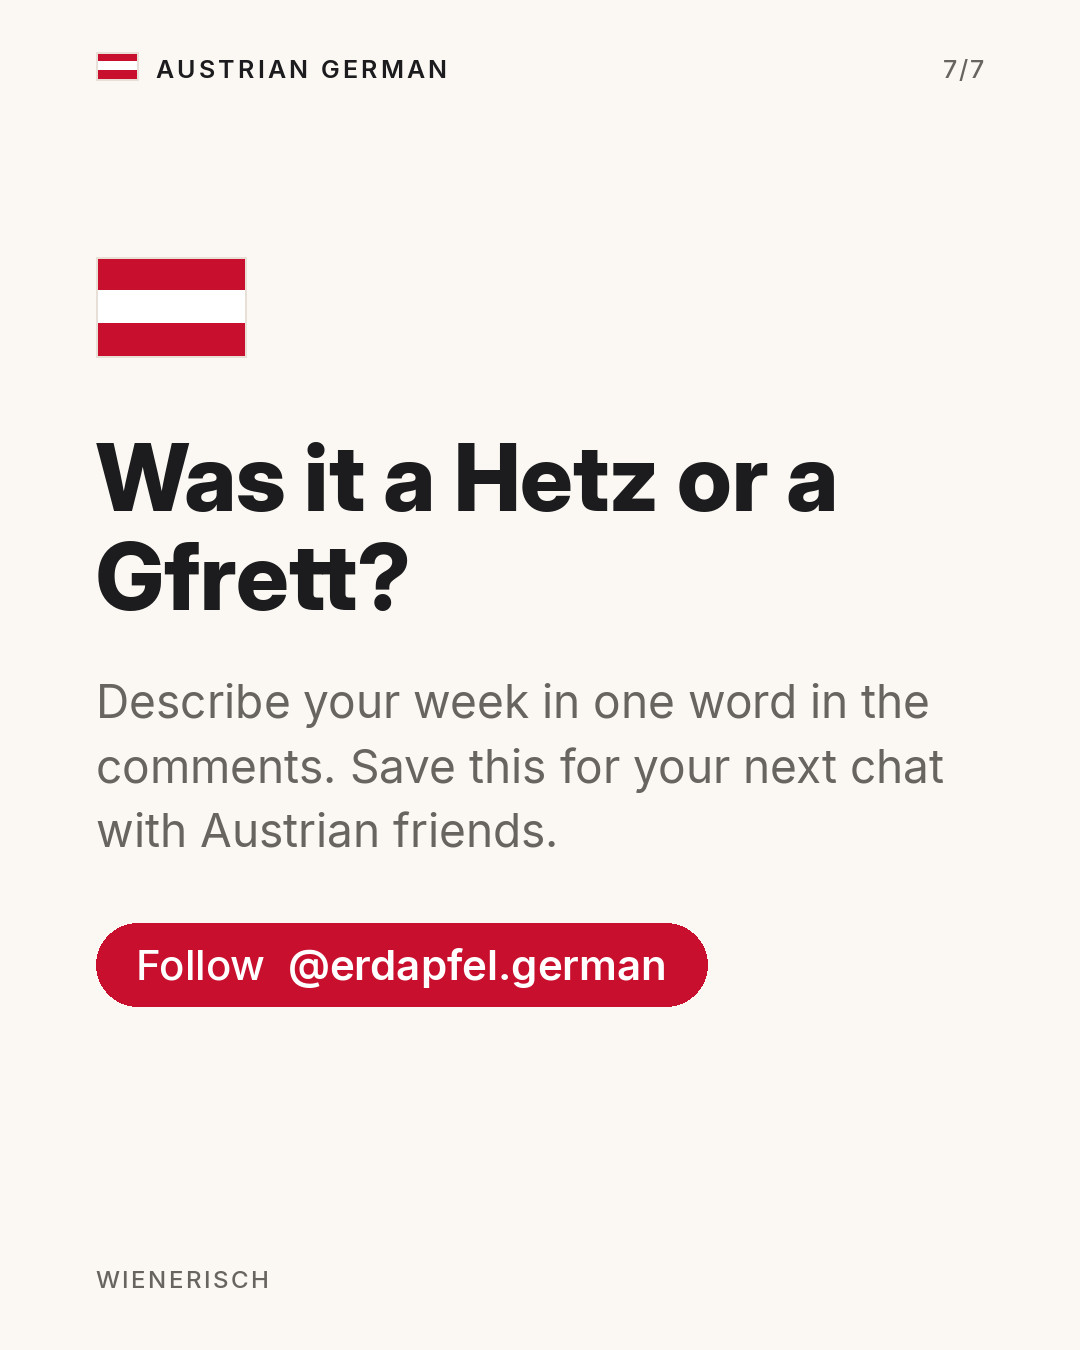 AUSTRIAN GERMAN
7/7
Was it a Hetz or a
Gfrett?
Describe your week in one word in the
comments. Save this for your next chat
with Austrian friends.
Follow @erdapfel.german
WIENERISCH